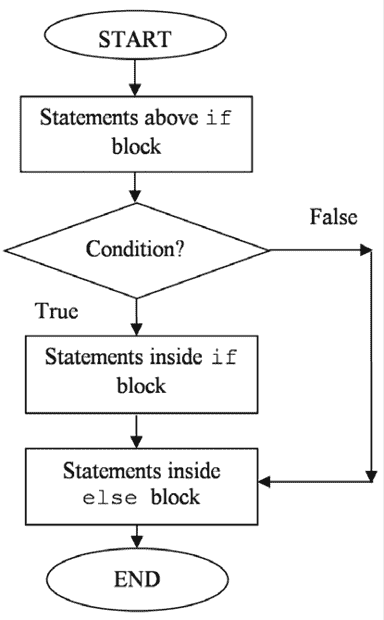 START
Statements above if
block
False
Condition?
True
Statements inside if
block
Statements inside
else block
END